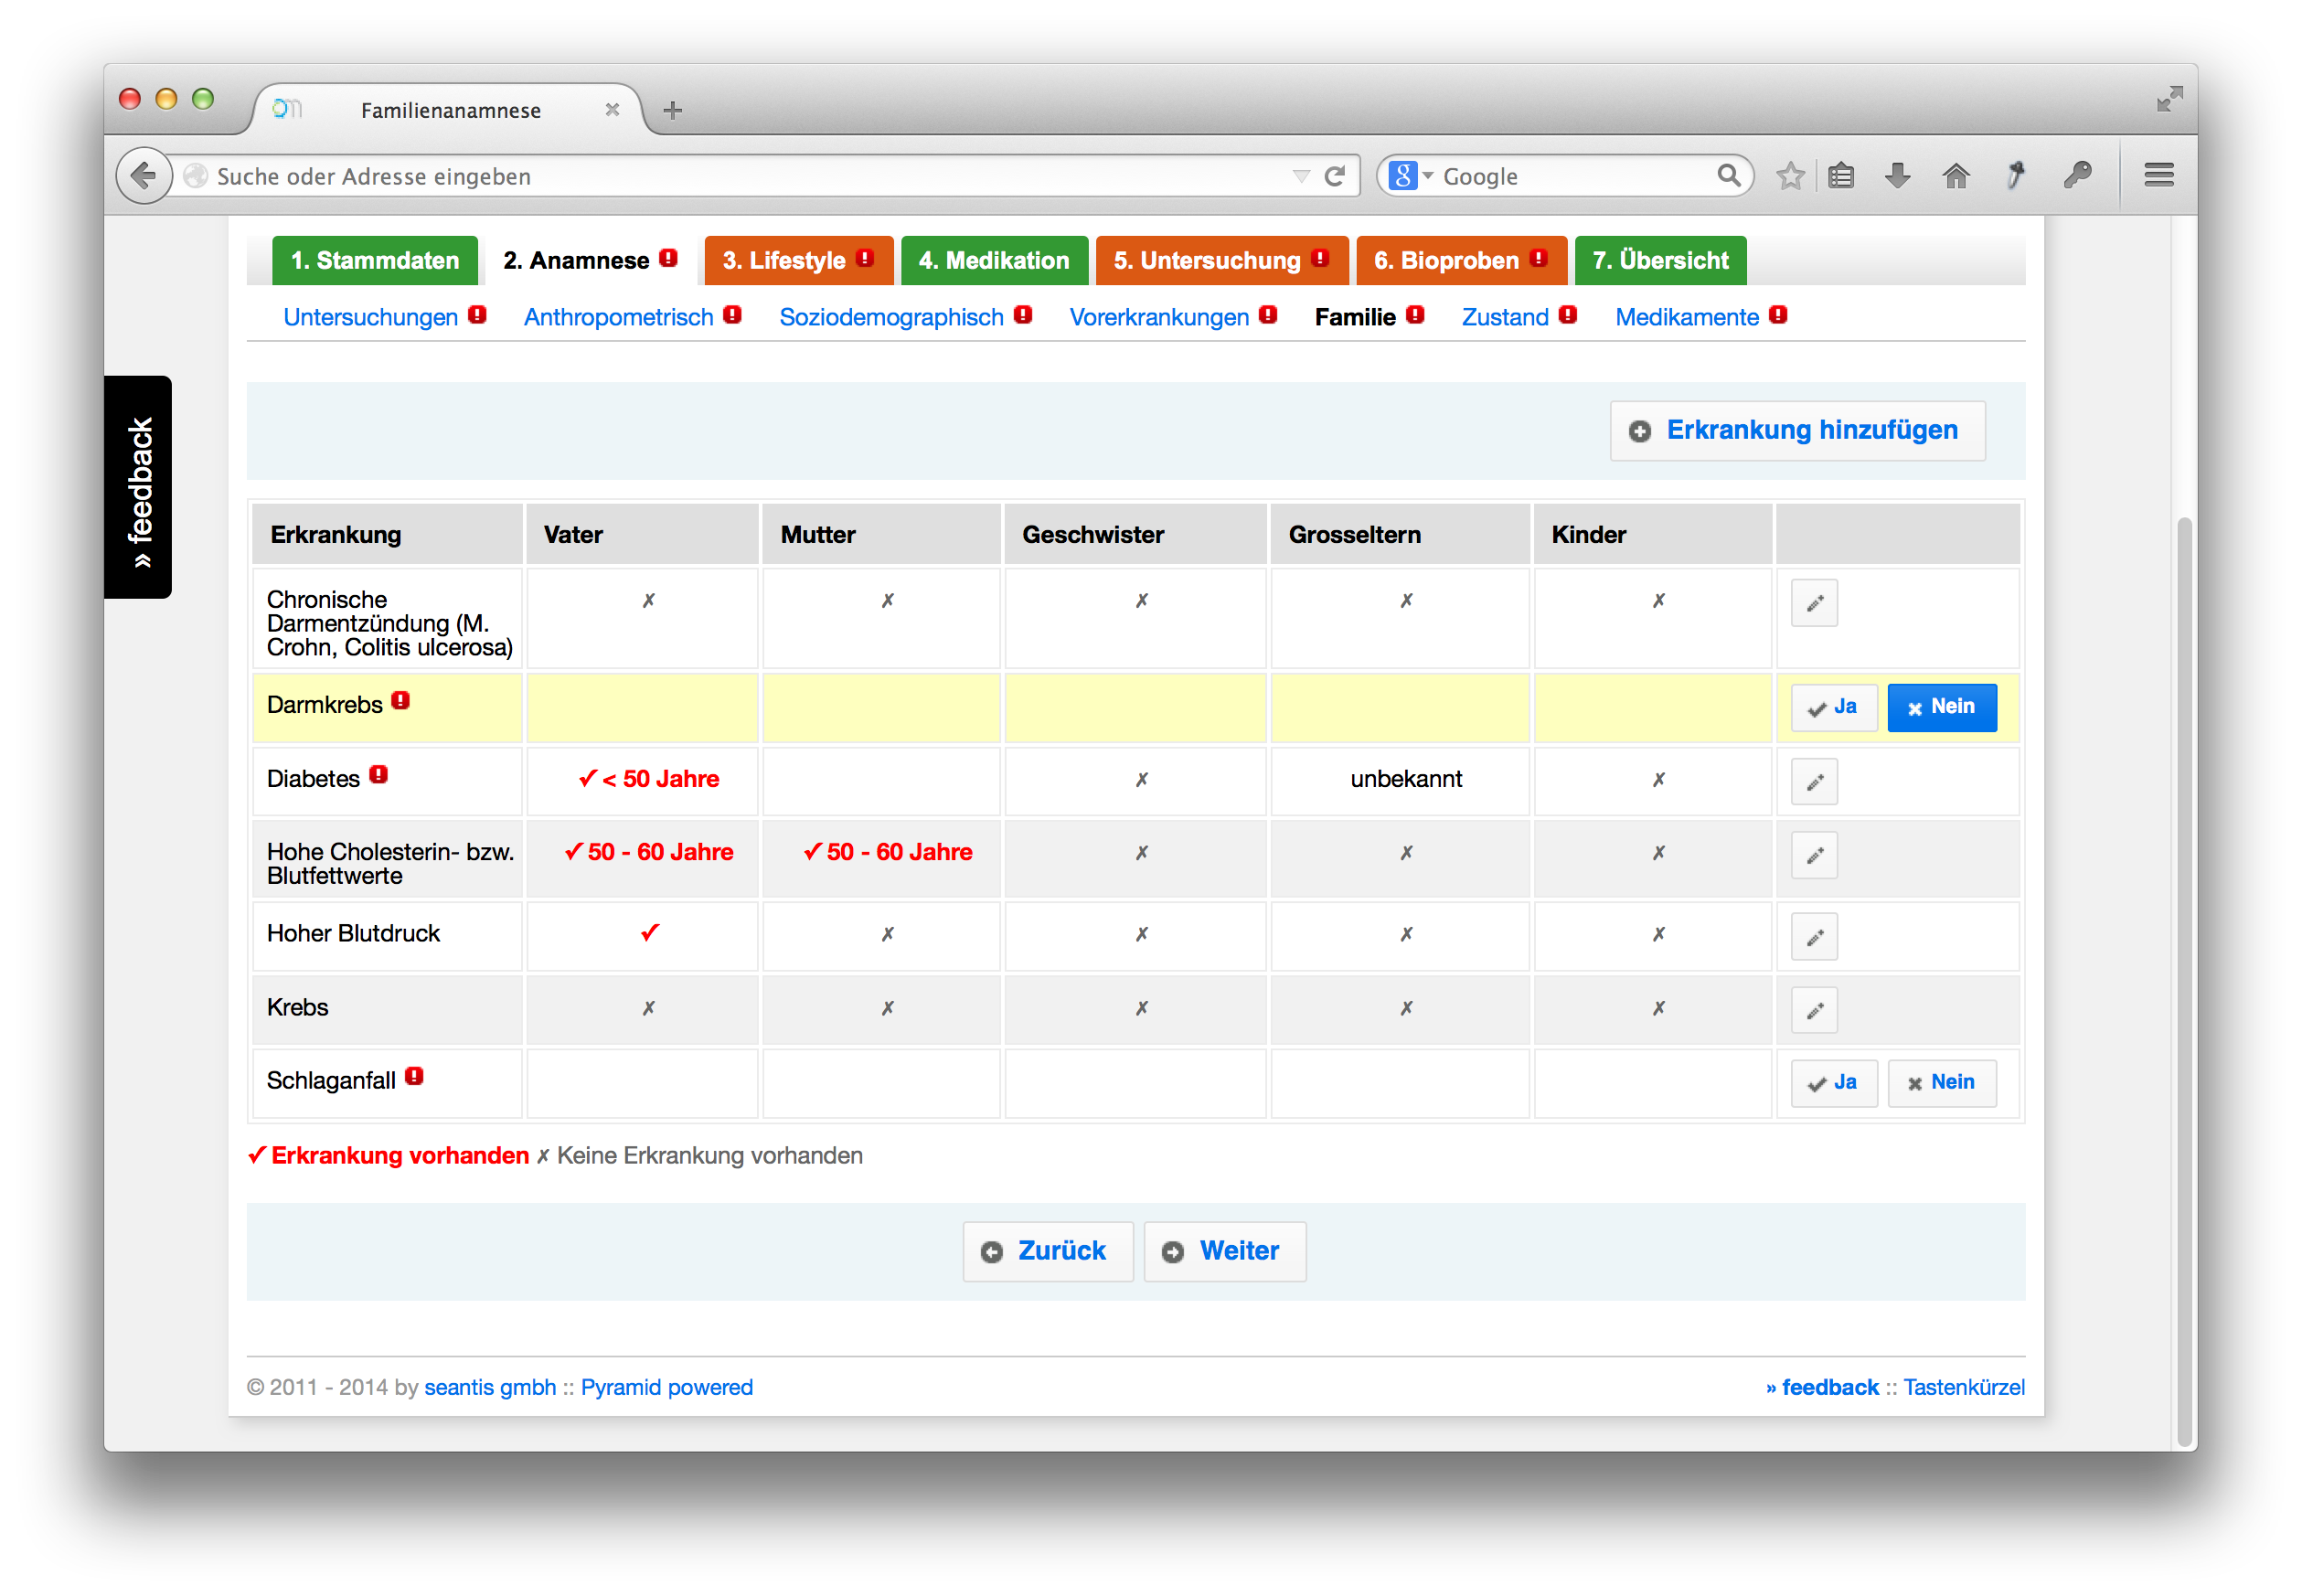 Familienanamnese
Suche oder Adresse eingeben
Google
1. Stammdaten 2. Anamnese 3. Lifestyle 4. Medikation 5. Untersuchung 6. Bioproben 7. Übersicht
Untersuchungen Anthropometrisch Soziodemographisch Vorerkrankungen Familie Zustand Medikamente
» feedback
Erkrankung hinzufügen
Erkrankung Vater Mutter Geschwister Grosseltern Kinder
Chronische
Darmentzündung (M.
Crohn, Colitis ulcerosa)
✗ ✗ ✗ ✗ ✗
Darmkrebs Ja Nein
Diabetes ✓ < 50 Jahre ✗ unbekannt ✗
Hohe Cholesterin- bzw.
Blutfettwerte
✓ 50 - 60 Jahre ✓ 50 - 60 Jahre ✗ ✗ ✗
Hoher Blutdruck ✓ ✗ ✗ ✗ ✗
Krebs ✗ ✗ ✗ ✗ ✗
Schlaganfall Ja Nein
✓ Erkrankung vorhanden ✗ Keine Erkrankung vorhanden
Zurück Weiter
© 2011 - 2014 by seantis gmbh :: Pyramid powered
» feedback :: Tastenkürzel